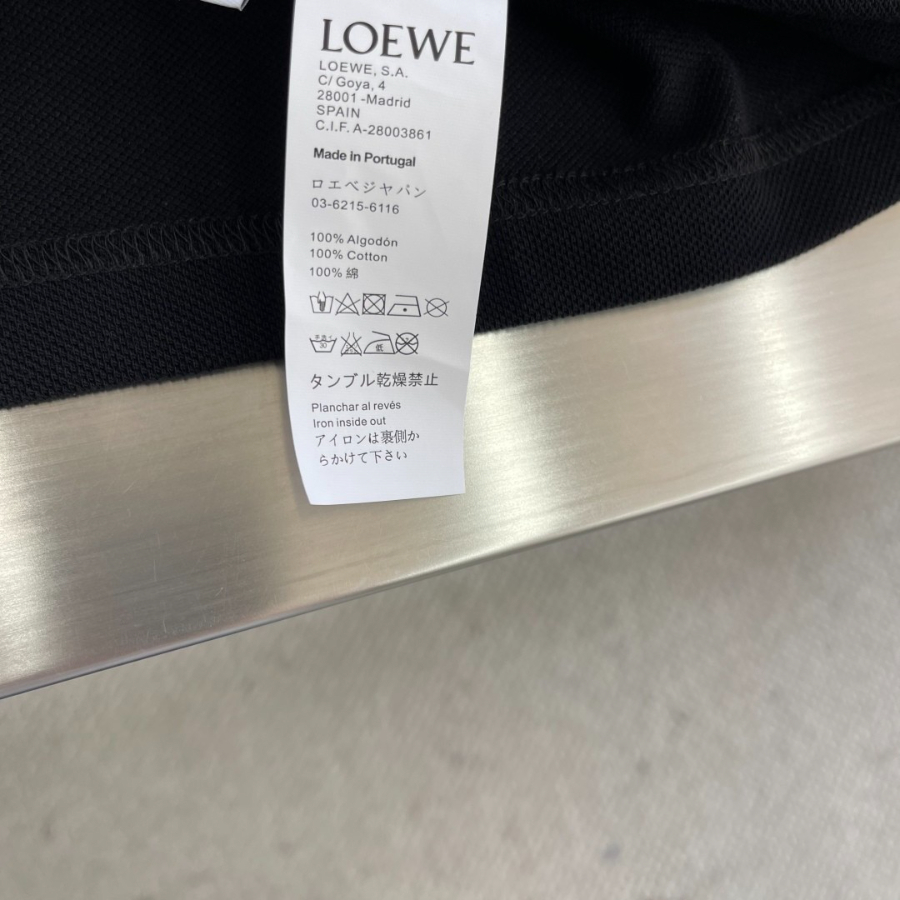 LOEWE
LOEWE, S.A.
C/ Goya, 4
28001 -Madrid
SPAIN
C.I.F. A-28003861
Made in Portugal
ロエベジャパン
03-6215-6116
100% Algodón
100% Cotton
100% 綿
タンブル乾燥禁止
Planchar al revés
Iron inside out
アイロンは裏側か
らかけて下さい